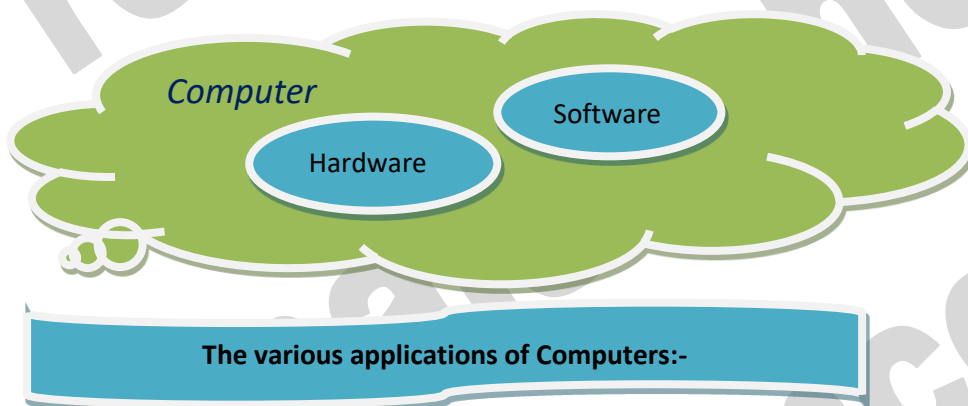 Computer
Software
Hardware
The various applications of Computers:-